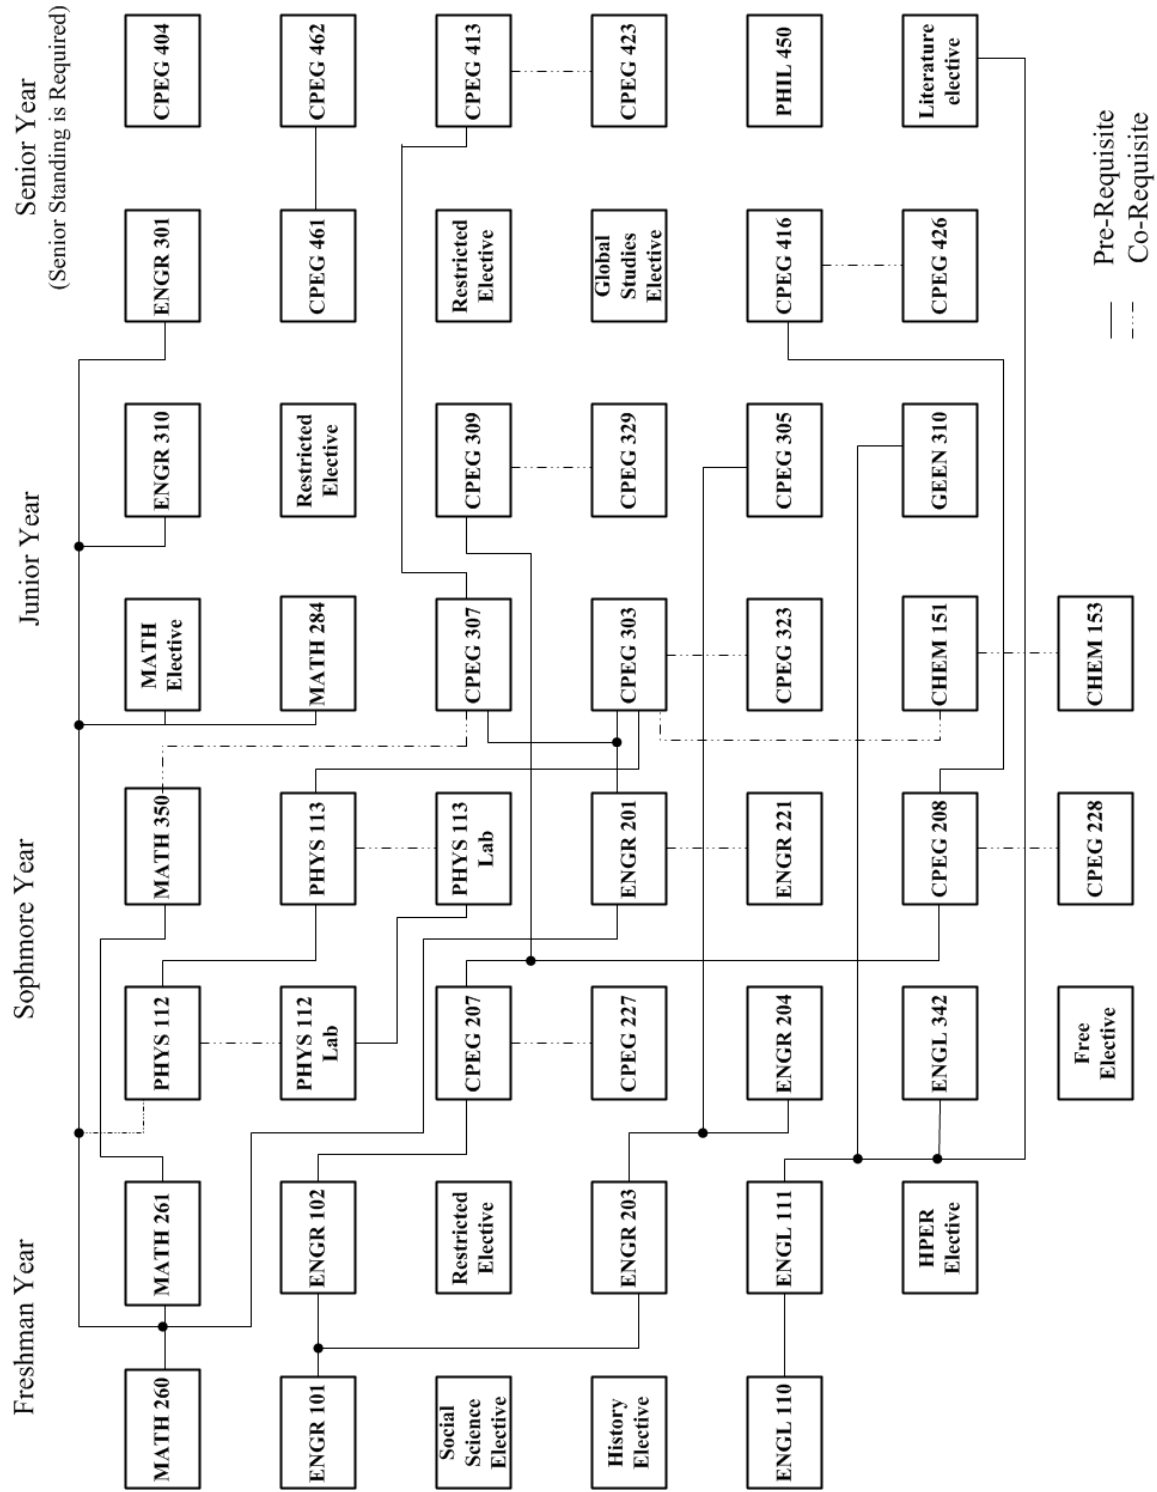 Freshman Year
Sophmore Year
Junior Year
Senior Year
(Senior Standing is Required)
MATH 260
ENGR 101
Social
Science
Elective
History
Elective
ENGL 110
MATH 261
ENGR 102
Restricted
Elective
ENGR 203
ENGL 111
HPER
Elective
PHYS 112
PHYS 112
Lab
CPEG 207
CPEG 227
ENGR 204
ENGL 342
Free
Elective
MATH 350
PHYS 113
PHYS 113
Lab
ENGR 201
ENGR 221
CPEG 208
CPEG 228
MATH
Elective
MATH 284
CPEG 307
CPEG 303
CPEG 323
CHEM 151
CHEM 153
ENGR 310
Restricted
Elective
CPEG 309
CPEG 329
CPEG 305
GEEN 310
ENGR 301
CPEG 461
Restricted
Elective
Global
Studies
Elective
CPEG 416
CPEG 426
CPEG 404
CPEG 462
CPEG 413
CPEG 423
PHIL 450
Literature
elective
Pre-Requisite
Co-Requisite